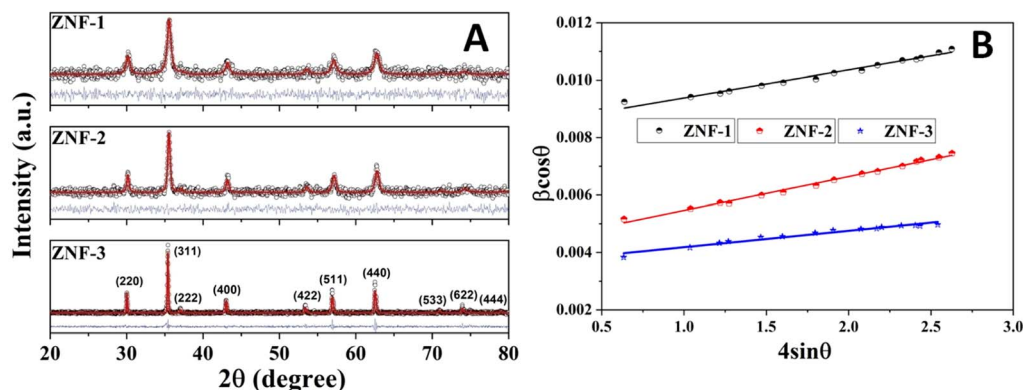 ZNF-1
A
ZNF-2
ZNF-3
(220)
(311)
(222)
(400)
(422)
(511)
(440)
(533)
(622)
(444)
20 30 40 50 60 70 80
2θ (degree)
Intensity (a.u.)
B
0.012
0.010
0.008
0.006
0.004
0.002
ZNF-1 ZNF-2 ZNF-3
0.5 1.0 1.5 2.0 2.5 3.0
4sinθ
βcosθ